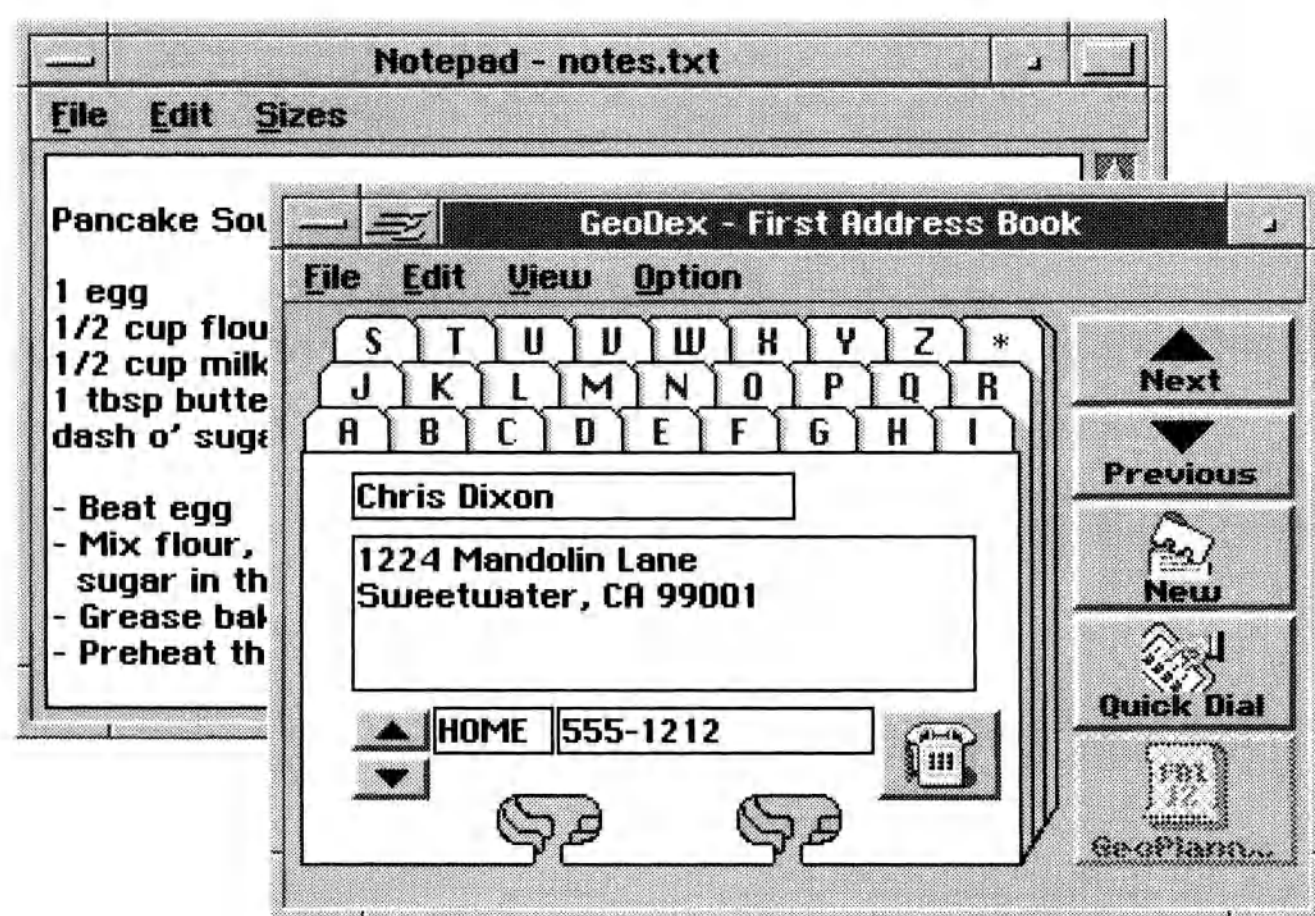 Notepad - notes.txt
File Edit Sizes
Pancake Sou
1 egg
1/2 cup flou
1/2 cup milk
1 tbsp butte
dash o' suga
- Beat egg
- Mix flour,
sugar in th
- Grease bak
- Preheat th
GeoDex - First Address Book
File Edit View Option
S T U V W X Y Z *
J K L M N O P Q R
A B C D E F G H I
Chris Dixon
1224 Mandolin Lane
Sweetwater, CA 99001
HOME 555-1212
Next
Previous
New
Quick Dial
GeoPlann...